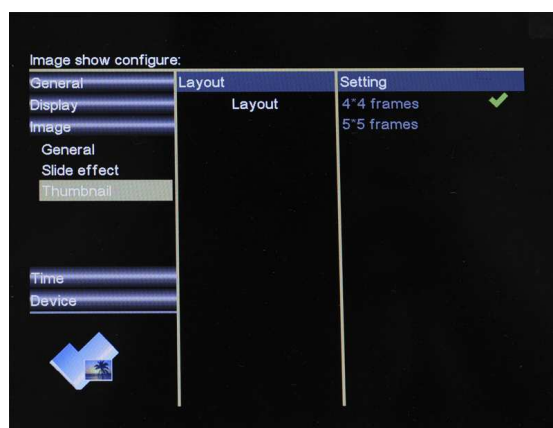 Image show configure:
General
Display
Image
General
Slide effect
Thumbnail
Time
Device
Layout
Layout
Setting
4*4 frames
5*5 frames